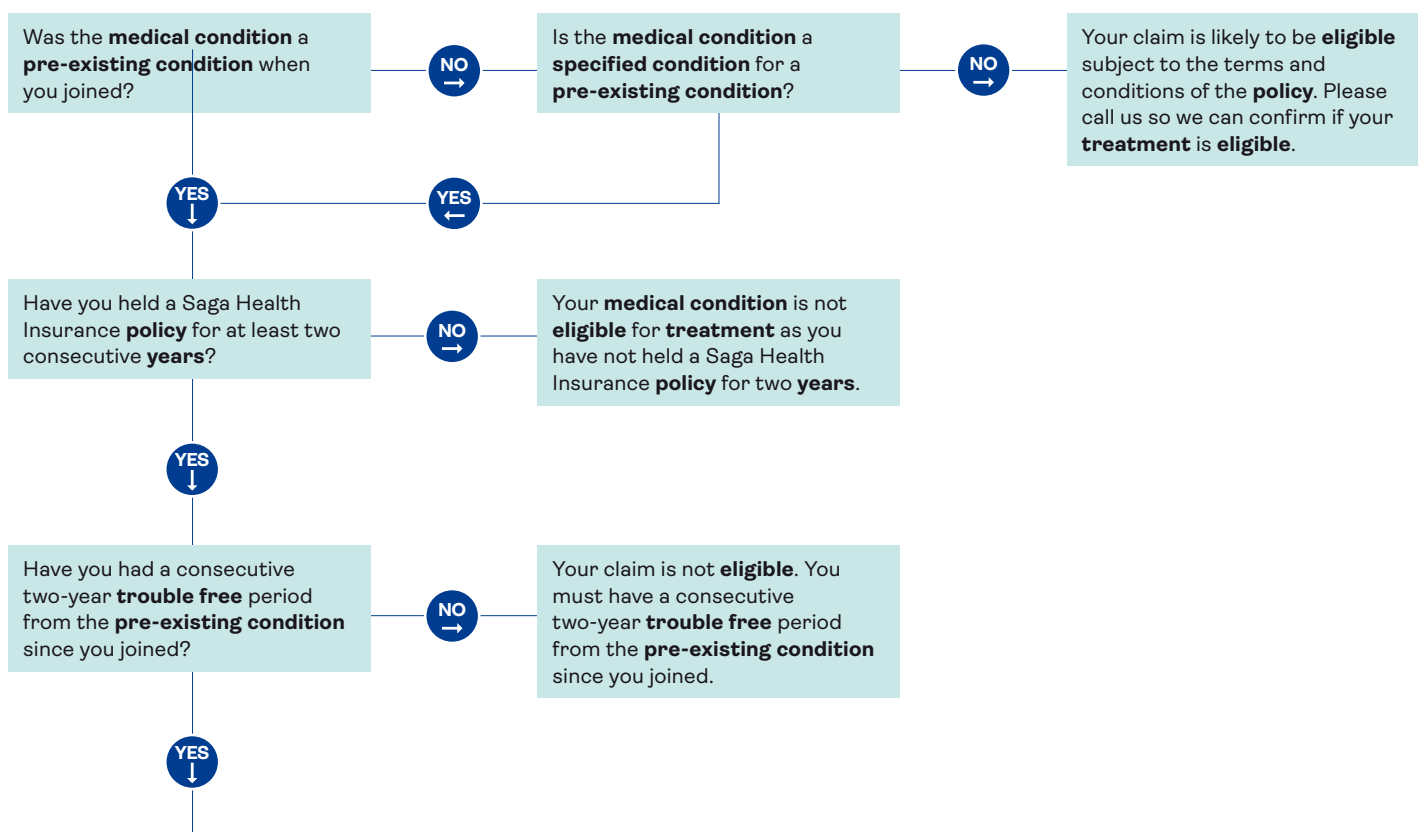 Was the medical condition a
pre-existing condition when
you joined?
NO
→
Is the medical condition a
specified condition for a
pre-existing condition?
NO
→
Your claim is likely to be eligible
subject to the terms and
conditions of the policy. Please
call us so we can confirm if your
treatment is eligible.
YES
↓
YES
←
Have you held a Saga Health
Insurance policy for at least two
consecutive years?
NO
→
Your medical condition is not
eligible for treatment as you
have not held a Saga Health
Insurance policy for two years.
YES
↓
Have you had a consecutive
two-year trouble free period
from the pre-existing condition
since you joined?
NO
→
Your claim is not eligible. You
must have a consecutive
two-year trouble free period
from the pre-existing condition
since you joined.
YES
↓